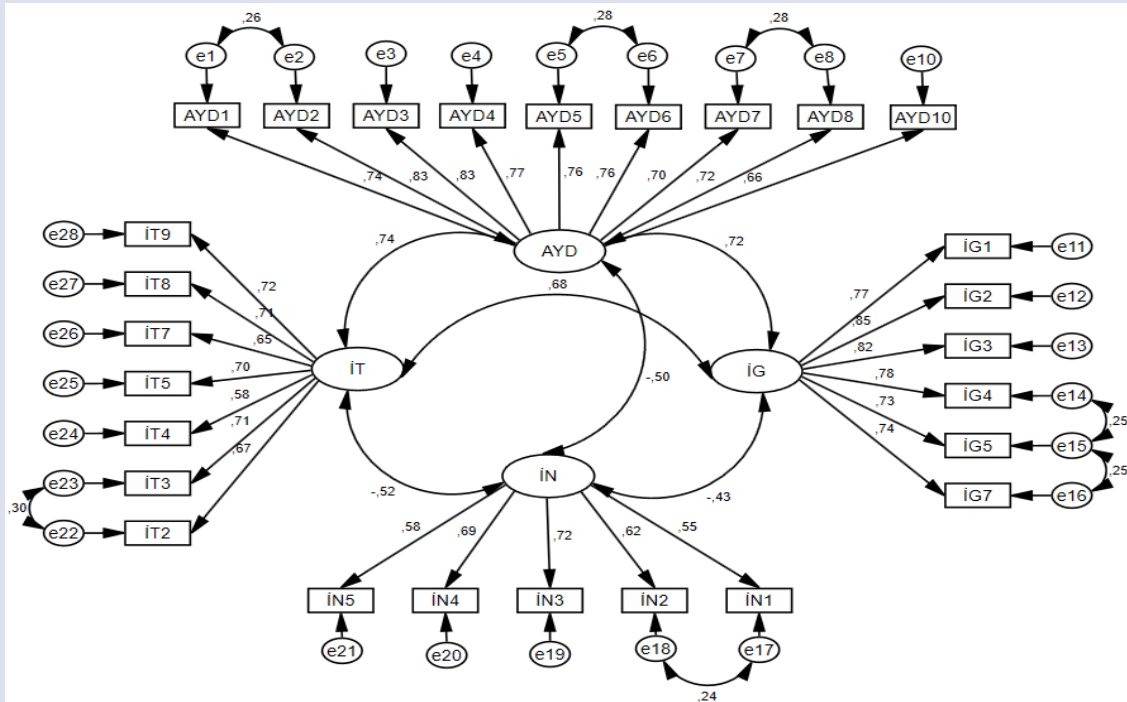 ,26
,28
,28
e1
e2
e3
e4
e5
e6
e7
e8
e10
AYD1
AYD2
AYD3
AYD4
AYD5
AYD6
AYD7
AYD8
AYD10
,74
,83
,83
,77
,76
,76
,70
,72
,66
AYD
,74
,72
,68
-,50
e28
İT9
e27
İT8
e26
İT7
e25
İT5
e24
İT4
e23
İT3
e22
İT2
,30
,72
,71
,65
,70
,58
,71
,67
İT
İG
,77
,85
,82
,78
,73
,74
İG1
e11
İG2
e12
İG3
e13
İG4
e14
İG5
e15
İG7
e16
,25
,25
İN
-,52
-,43
,58
,69
,72
,62
,55
İN5
İN4
İN3
İN2
İN1
e21
e20
e19
e18
e17
,24